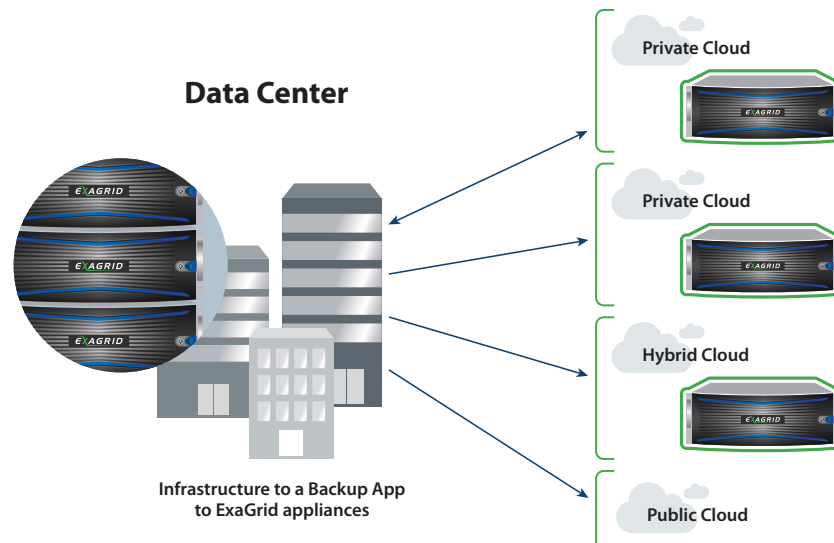 Data Center
EXAGRID
EXAGRID
EXAGRID
Infrastructure to a Backup App
to ExaGrid appliances
Private Cloud
EXAGRID
Private Cloud
EXAGRID
Hybrid Cloud
EXAGRID
Public Cloud